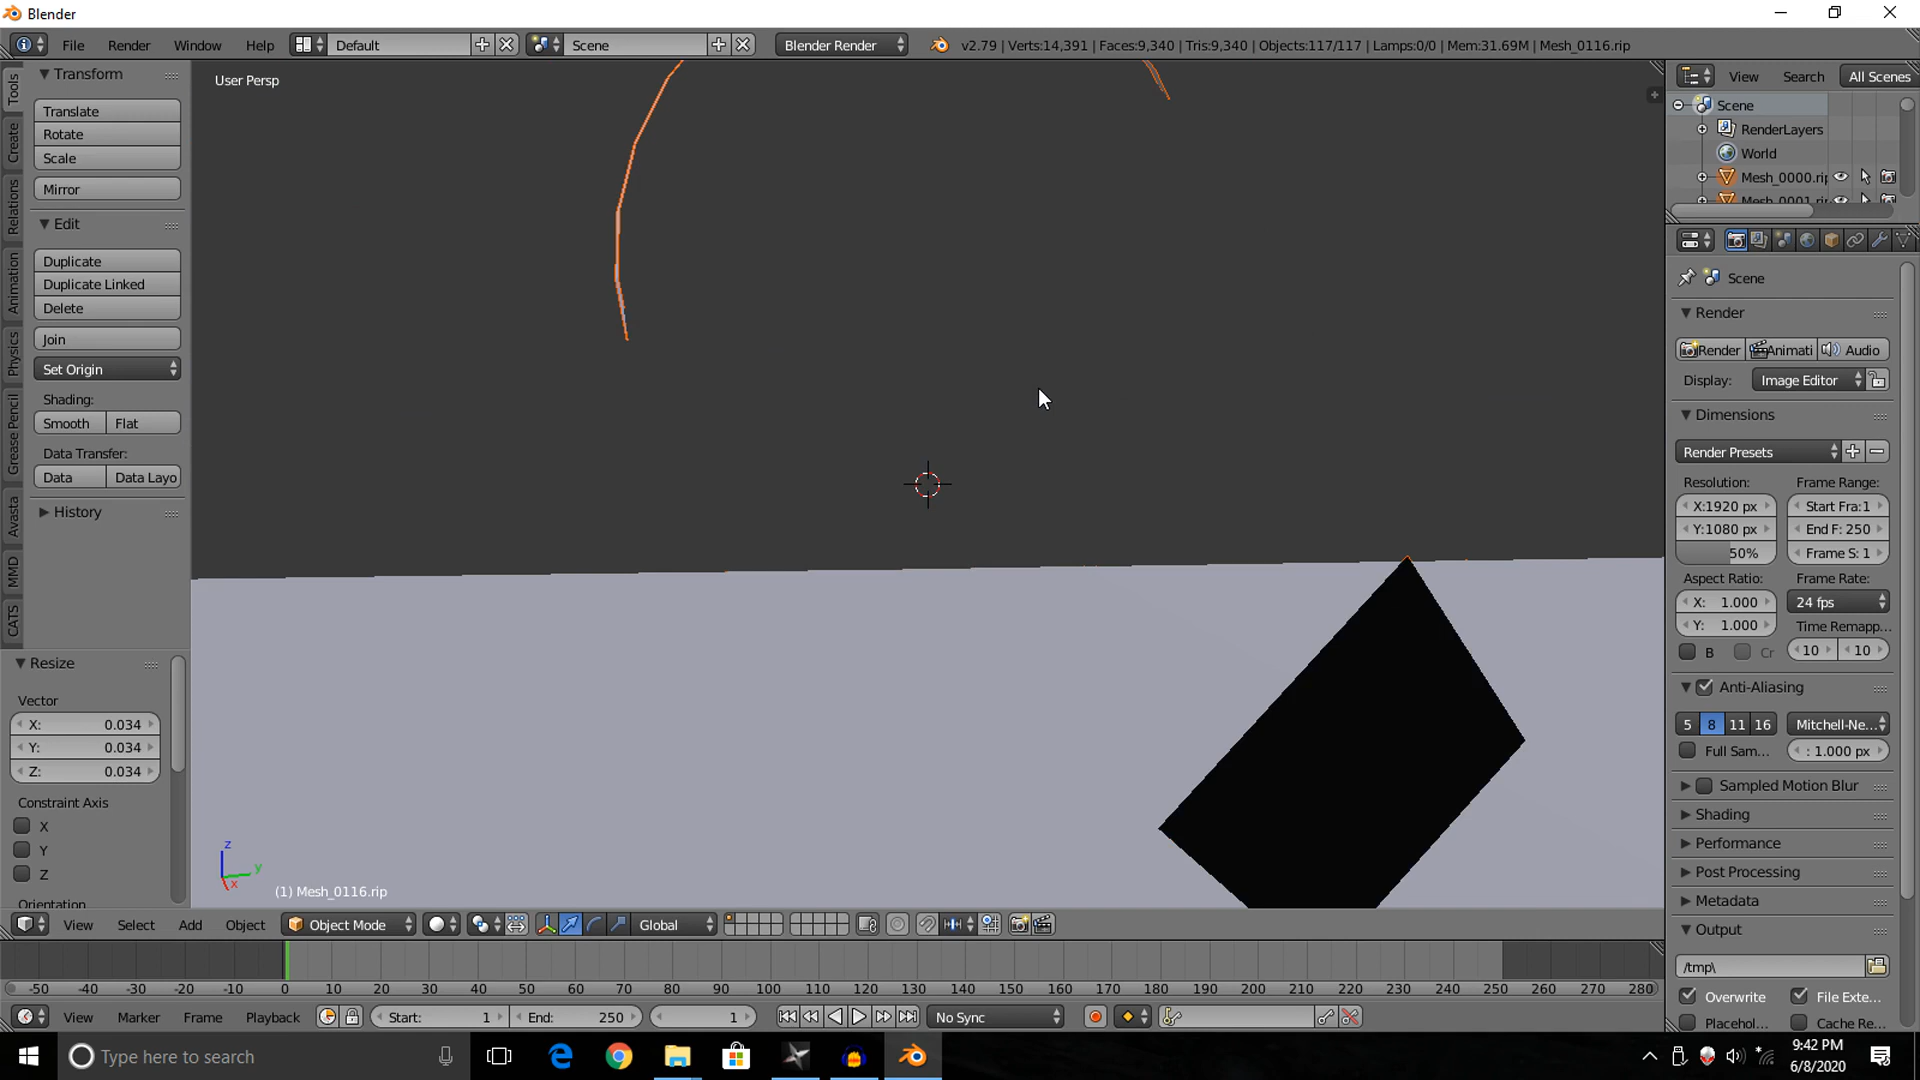 Blender
File Render Window Help Default Scene Blender Render v2.79 | Verts:14,391 | Faces:9,340 | Tris:9,340 | Objects:117/117 | Lamps:0/0 | Mem:31.69M | Mesh_0116.rip
Tools
Create
Relations
Animation
Physics
Grease Pencil
Avasta
MMD
CATS
Transform
Translate
Rotate
Scale
Mirror
Edit
Duplicate
Duplicate Linked
Delete
Join
Set Origin
Shading:
Smooth Flat
Data Transfer:
Data Data Layo
History
Resize
Vector
X: 0.034
Y: 0.034
Z: 0.034
Constraint Axis
X
Y
Z
Orientation
User Persp
z
y
x
(1) Mesh_0116.rip
View Search All Scenes
Scene
RenderLayers
World
Mesh_0000.rip
Mesh_0001.rip
Scene
Render
Render Animati Audio
Display: Image Editor
Dimensions
Render Presets
Resolution: Frame Range:
X:1920 px Start Fra:1
Y:1080 px End F: 250
50% Frame S: 1
Aspect Ratio: Frame Rate:
X: 1.000 24 fps
Y: 1.000 Time Remapp...
B Cr 10 10
Anti-Aliasing
5 8 11 16 Mitchell-Ne...
Full Sam... : 1.000 px
Sampled Motion Blur
Shading
Performance
Post Processing
Metadata
Output
/tmp\
Overwrite File Exte...
Placehol... Cache Re...
View Select Add Object Object Mode Global
-50 -40 -30 -20 -10 0 10 20 30 40 50 60 70 80 90 100 110 120 130 140 150 160 170 180 190 200 210 220 230 240 250 260 270 280
View Marker Frame Playback Start: 1 End: 250 1 No Sync
Type here to search
9:42 PM
6/8/2020